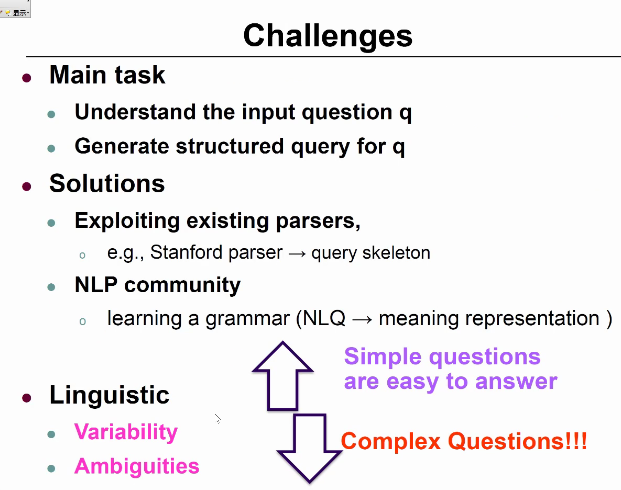 显示
Challenges
Main task
Understand the input question q
Generate structured query for q
Solutions
Exploiting existing parsers,
e.g., Stanford parser → query skeleton
NLP community
learning a grammar (NLQ → meaning representation )
Simple questions
are easy to answer
Linguistic
Variability
Complex Questions!!!
Ambiguities